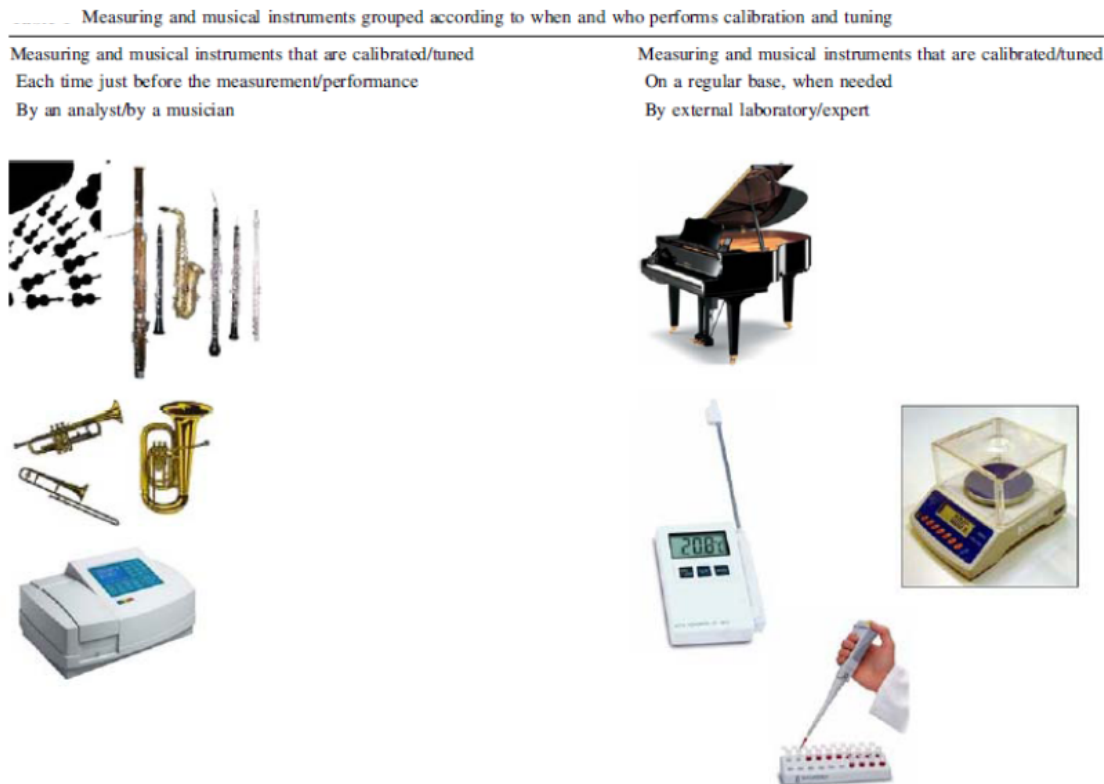 Measuring and musical instruments grouped according to when and who performs calibration and tuning
Measuring and musical instruments that are calibrated/tuned
Each time just before the measurement/performance
By an analyst/by a musician
Measuring and musical instruments that are calibrated/tuned
On a regular base, when needed
By external laboratory/expert
20.8℃